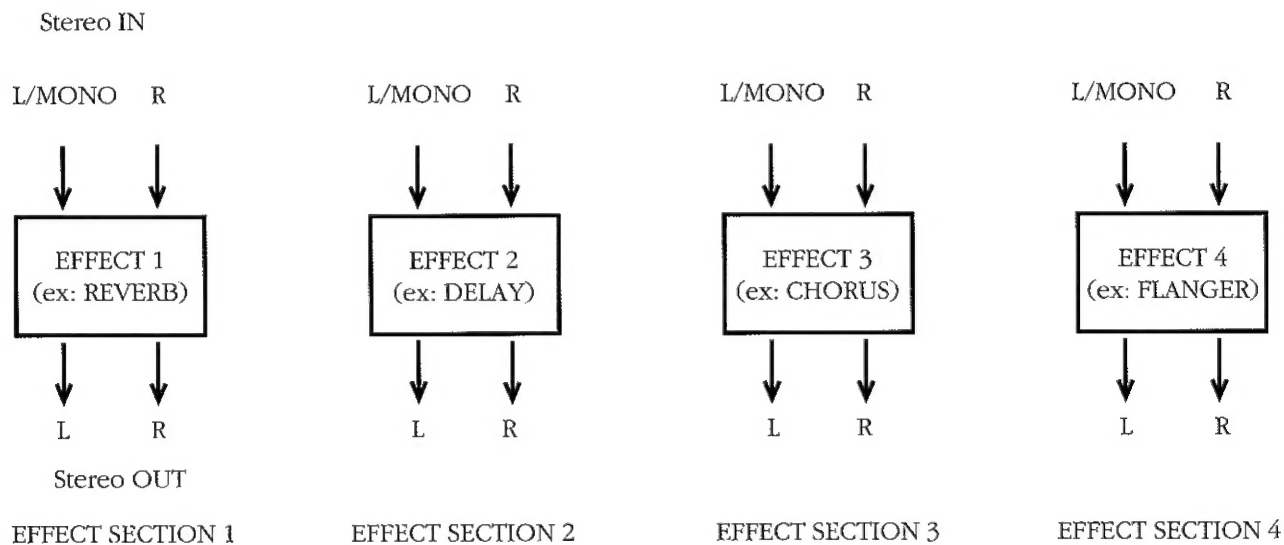 Stereo IN
L/MONO R L/MONO R L/MONO R L/MONO R
EFFECT 1 EFFECT 2 EFFECT 3 EFFECT 4
(ex: REVERB) (ex: DELAY) (ex: CHORUS) (ex: FLANGER)
L R L R L R L R
Stereo OUT
EFFECT SECTION 1 EFFECT SECTION 2 EFFECT SECTION 3 EFFECT SECTION 4